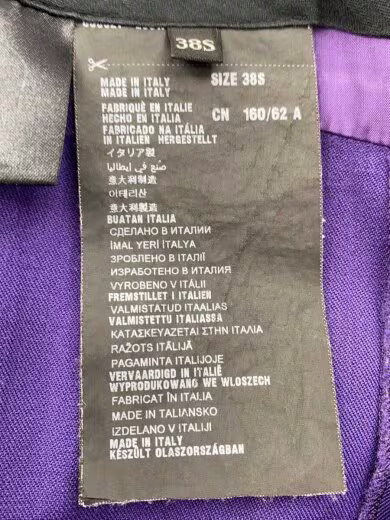 38S
MADE IN ITALY SIZE 38S
MADE IN ITALY
FABRIQUÉ EN ITALIE
HECHO EN ITALIA CN 160/62 A
FABRICADO NA ITÁLIA
IN ITALIEN HERGESTELLT
イタリア製
صنع في إيطاليا
意大利制造
이태리산
意大利製造
BUATAN ITALIA
СДЕЛАНО В ИТАЛИИ
İMAL YERİ İTALYA
ЗРОБЛЕНО В ІТАЛІЇ
ИЗРАБОТЕНО В ИТАЛИЯ
VYROBENO V ITÁLII
FREMSTILLET I ITALIEN
VALMISTATUD ITAALIAS
VALMISTETTU ITALIASSA
ΚΑΤΑΣΚΕΥΑΖΕΤΑΙ ΣΤΗΝ ΙΤΑΛΙΑ
RAŽOTS ITĀLIJĀ
PAGAMINTA ITALIJOJE
VERVAARDIGD IN ITALIË
WYPRODUKOWANO WE WLOSZECH
FABRICAT ÎN ITALIA
MADE IN TALIANSKO
IZDELANO V ITALIJI
MADE IN ITALY
KÉSZÜLT OLASZORSZÁGBAN